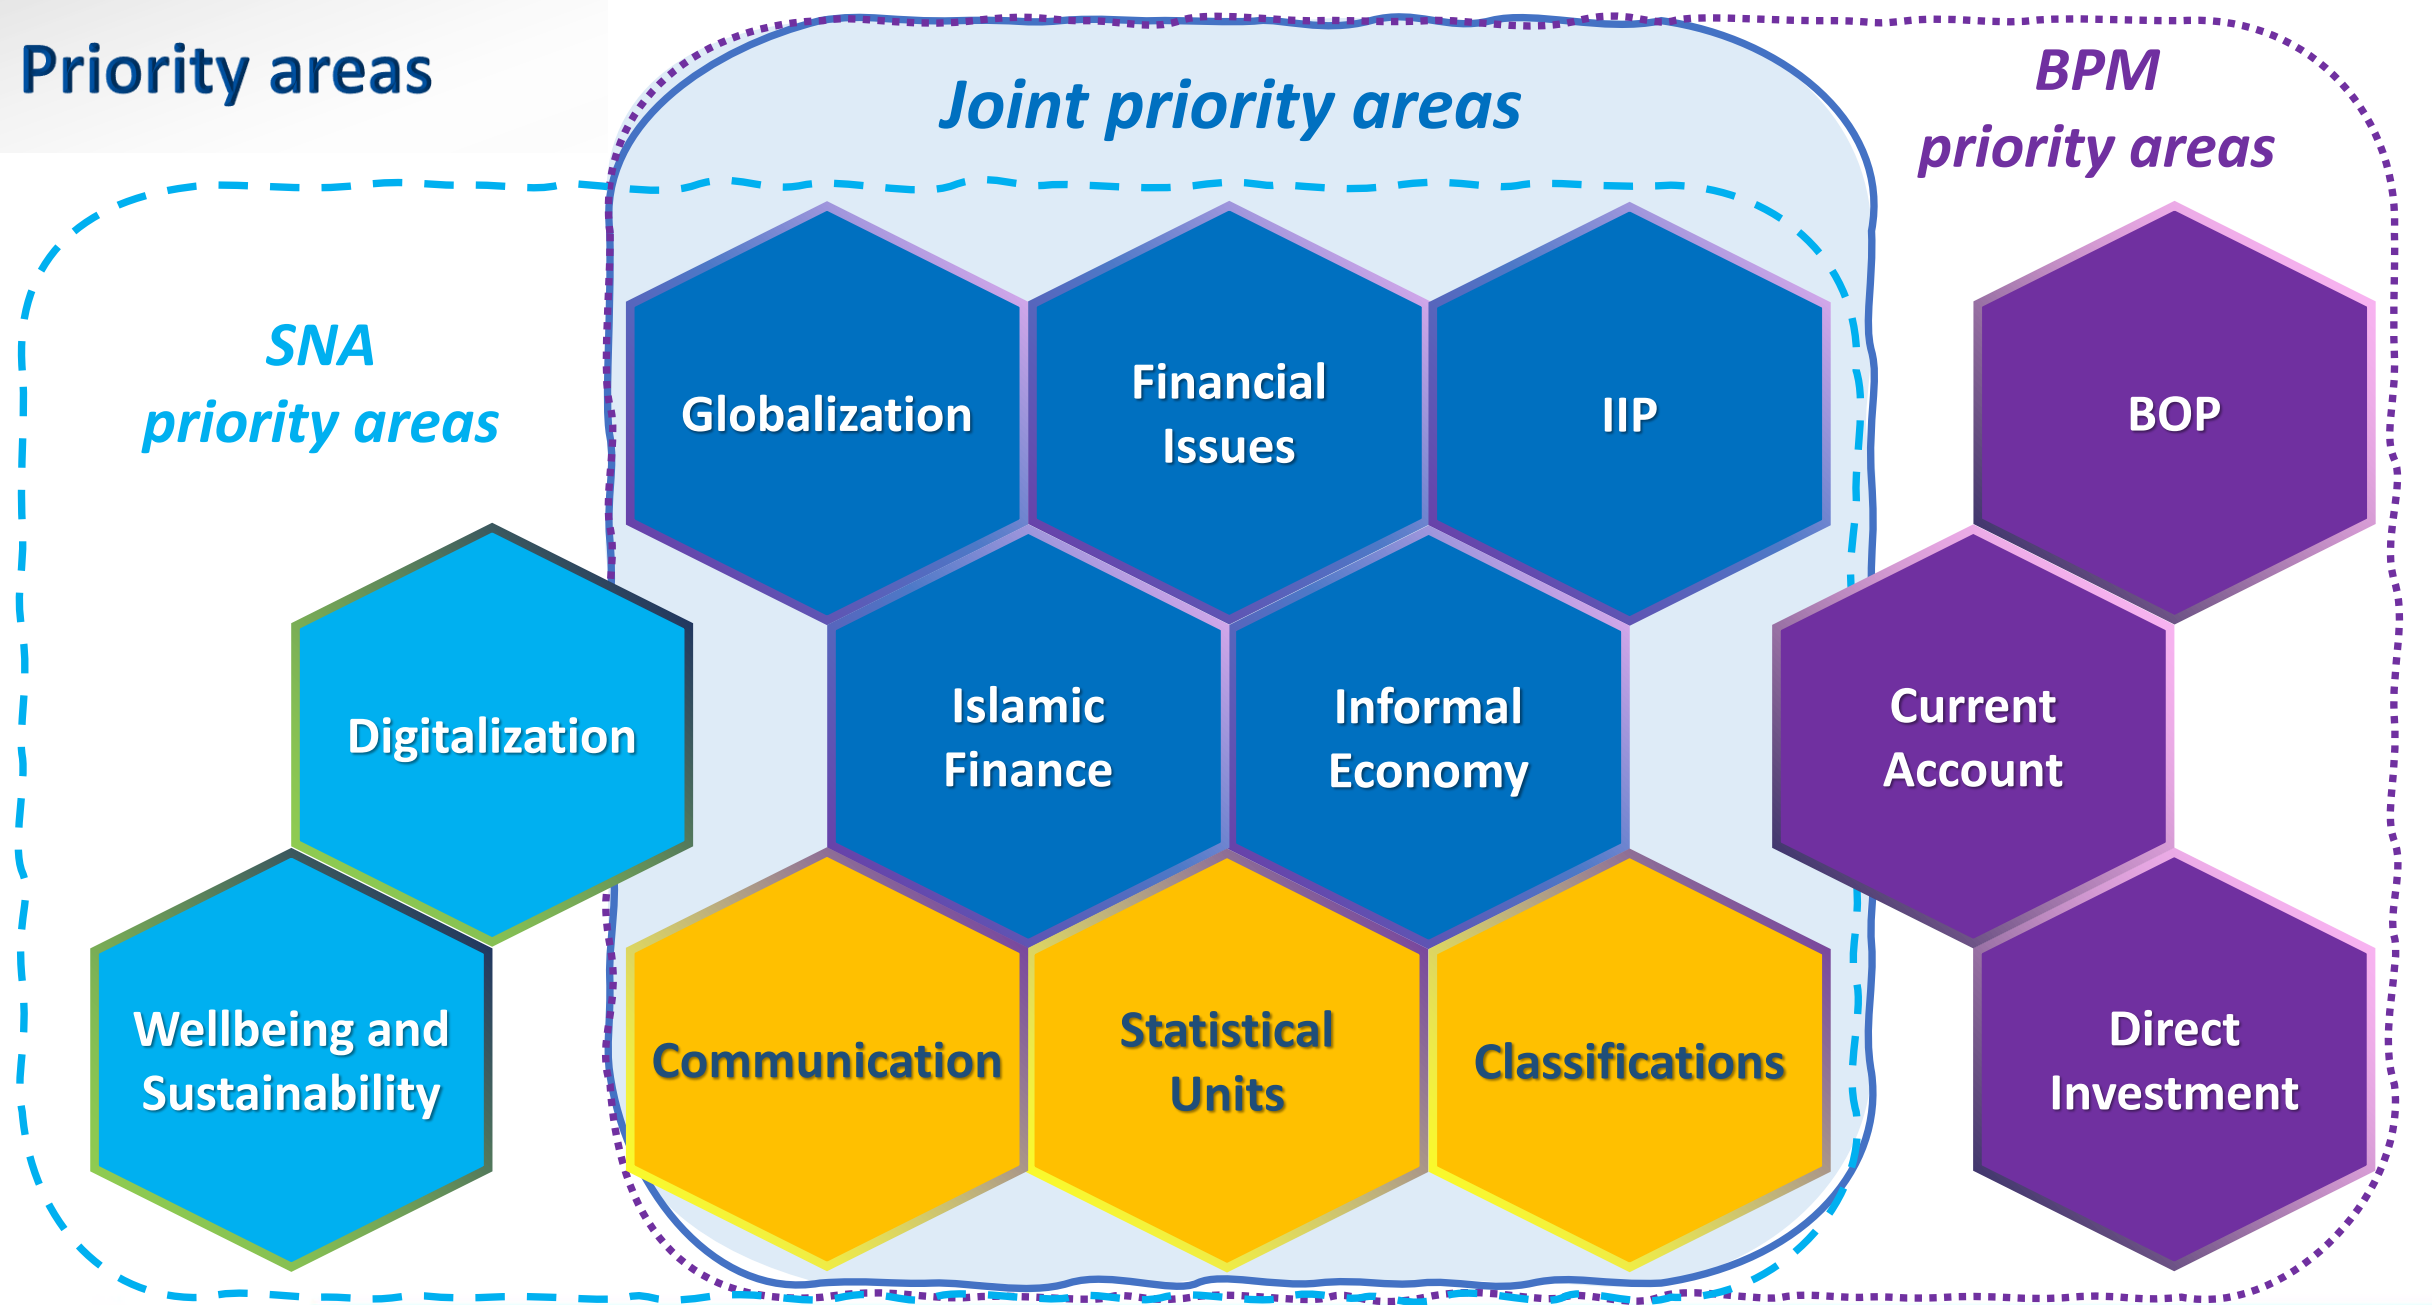 Priority areas
Joint priority areas
BPM
priority areas
SNA
priority areas
Globalization
Financial
Issues
IIP
BOP
Digitalization
Islamic
Finance
Informal
Economy
Current
Account
Wellbeing and
Sustainability
Communication
Statistical
Units
Classifications
Direct
Investment